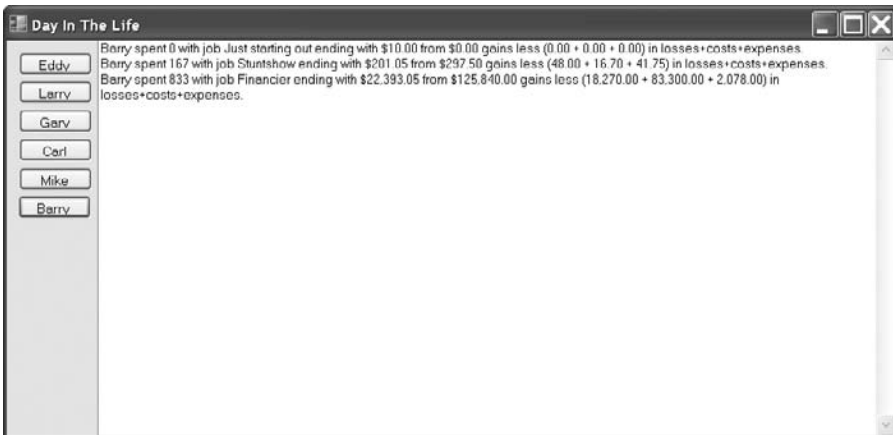 Day In The Life
Eddy
Larry
Gary
Carl
Mike
Barry
Barry spent 0 with job Just starting out ending with $10.00 from $0.00 gains less (0.00 + 0.00 + 0.00) in losses+costs+expenses.
Barry spent 167 with job Stuntshow ending with $201.05 from $297.50 gains less (48.00 + 16.70 + 41.75) in losses+costs+expenses.
Barry spent 833 with job Financier ending with $22,393.05 from $125,840.00 gains less (18,270.00 + 83,300.00 + 2,078.00) in
losses+costs+expenses.